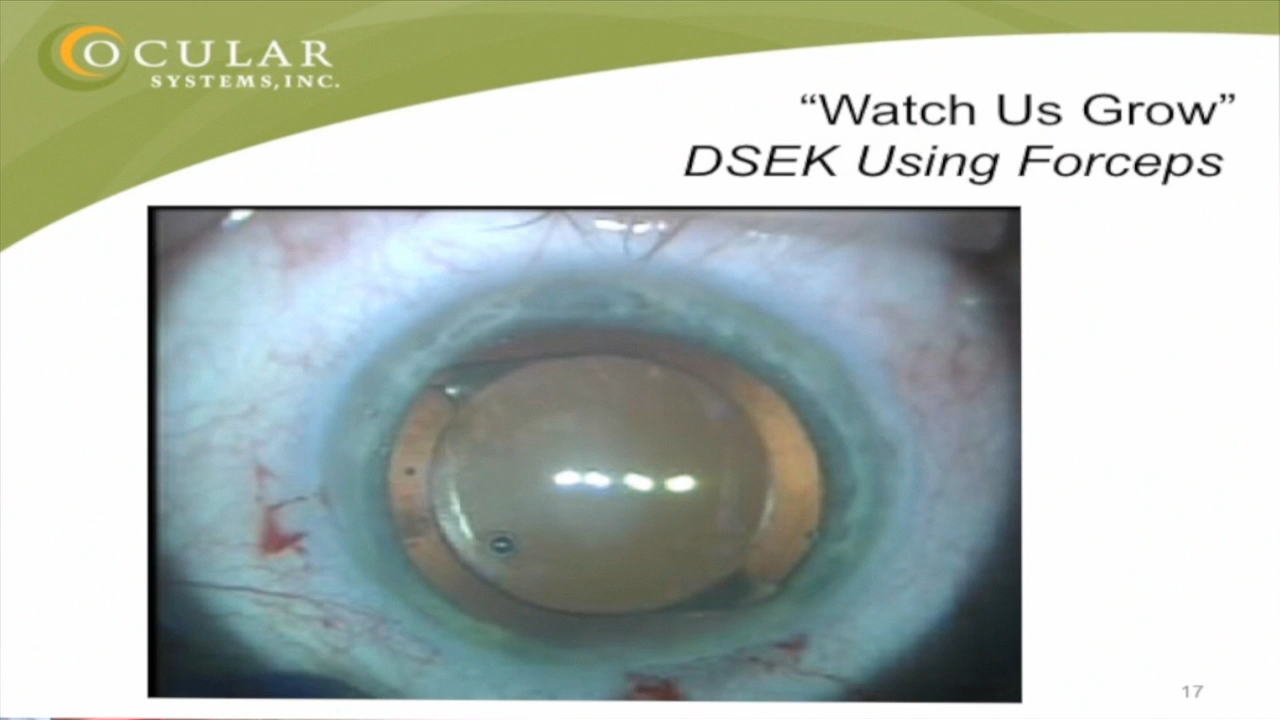 OCULAR
SYSTEMS, INC.
“Watch Us Grow”
DSEK Using Forceps
17